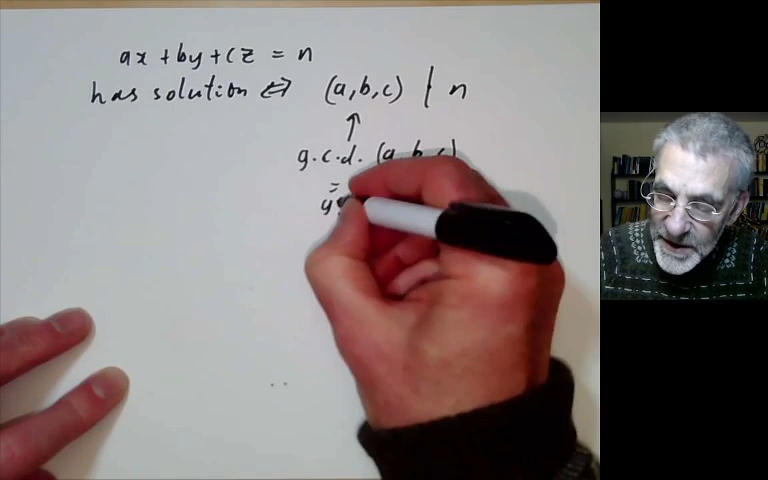 ax + by + cz = n
has solution ⇔ (a,b,c) | n
↑
g.c.d. (a, b, c)
=